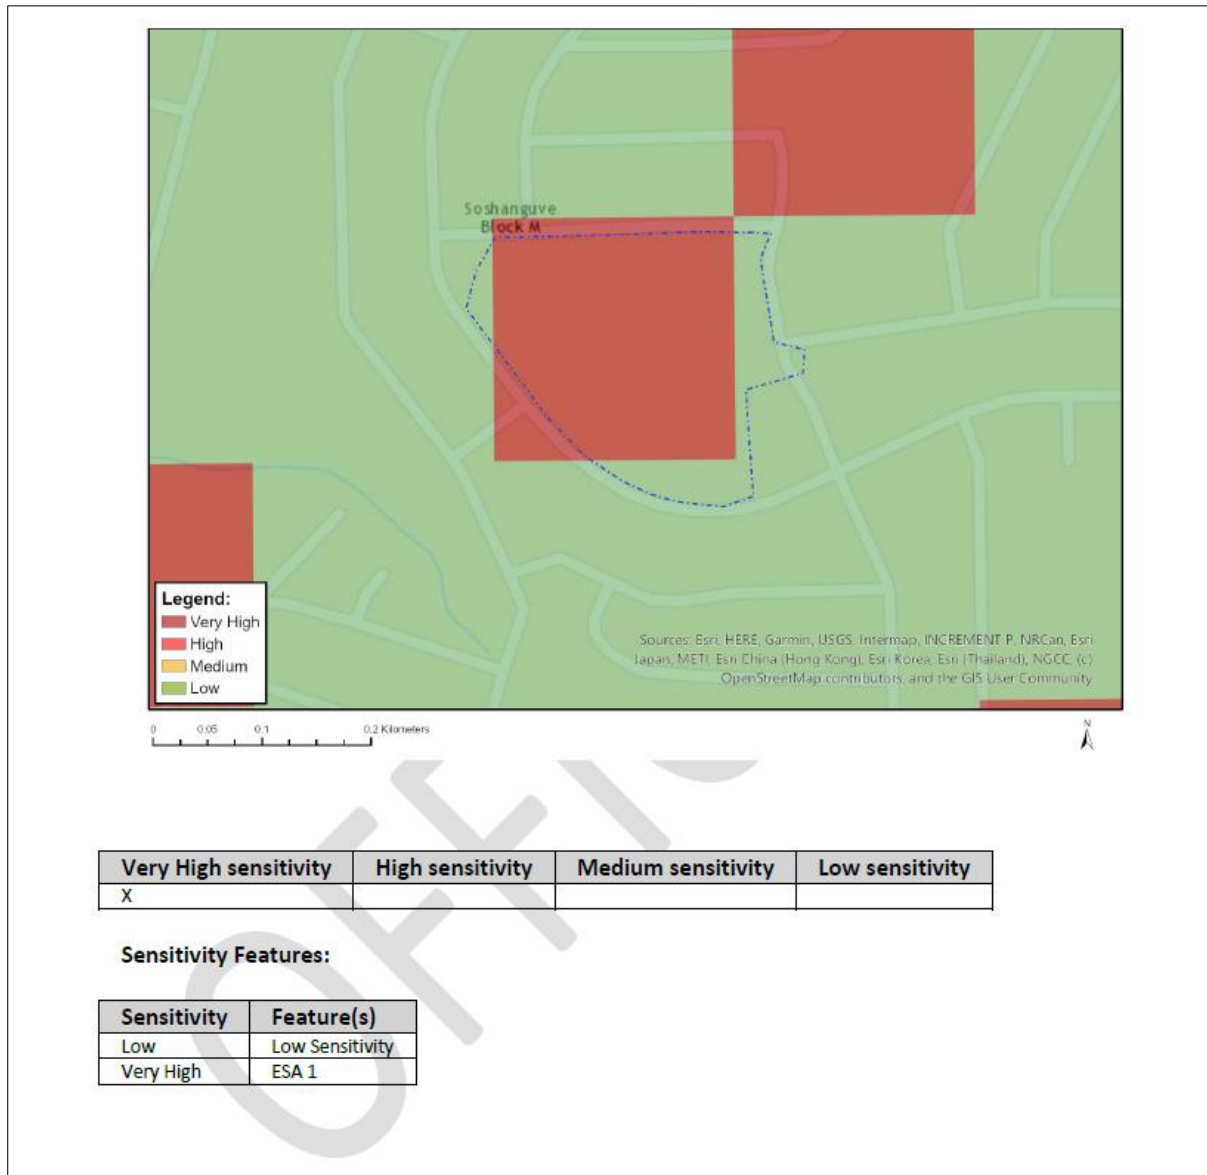 Soshanguve
Block M
Legend:
Very High
High
Medium
Low
Sources: Esri, HERE, Garmin, USGS, Intermap, INCREMENT P, NRCan, Esri
Japan, METI, Esri China (Hong Kong), Esri Korea, Esri (Thailand), NGCC, (c)
OpenStreetMap contributors, and the GIS User Community
0 0,05 0,1 0,2 Kilometers
N
Very High sensitivity High sensitivity Medium sensitivity Low sensitivity
X
Sensitivity Features:
Sensitivity Feature(s)
Low Low Sensitivity
Very High ESA 1